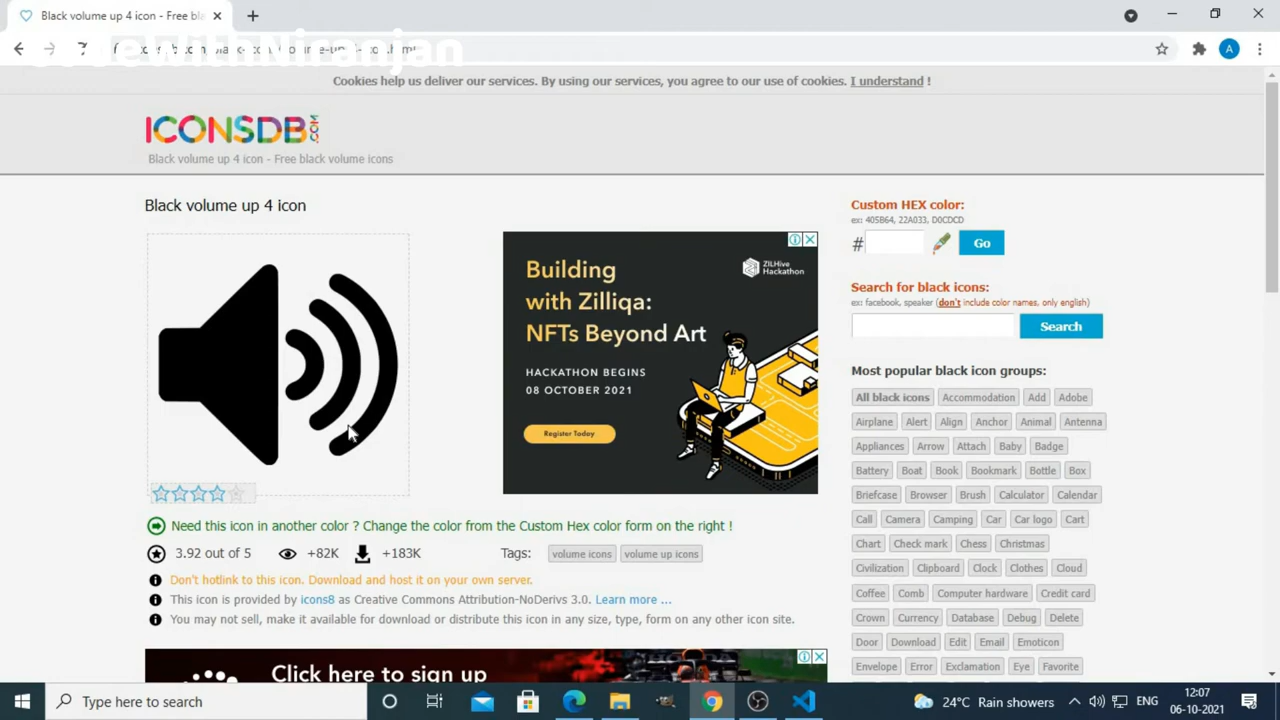 Black volume up 4 icon - Free bla
CodeWithNiranjan
Cookies help us deliver our services. By using our services, you agree to our use of cookies. I understand !
ICONSDB.COM
Black volume up 4 icon - Free black volume icons
Black volume up 4 icon
Building
with Zilliqa:
NFTs Beyond Art
HACKATHON BEGINS
08 OCTOBER 2021
Register Today
ZILHive
Hackathon
Need this icon in another color ? Change the color from the Custom Hex color form on the right !
3.92 out of 5
+82K
+183K
Tags:
volume icons
volume up icons
Don't hotlink to this icon. Download and host it on your own server.
This icon is provided by icons8 as Creative Commons Attribution-NoDerivs 3.0. Learn more ...
You may not sell, make it available for download or distribute this icon in any size, type, form on any other icon site.
Click here to sign up
Custom HEX color:
ex: 405B64, 22A033, D0CDCD
#
Go
Search for black icons:
ex: facebook, speaker (don't include color names, only english)
Search
Most popular black icon groups:
All black icons Accommodation Add Adobe
Airplane Alert Align Anchor Animal Antenna
Appliances Arrow Attach Baby Badge
Battery Boat Book Bookmark Bottle Box
Briefcase Browser Brush Calculator Calendar
Call Camera Camping Car Car logo Cart
Chart Check mark Chess Christmas
Civilization Clipboard Clock Clothes Cloud
Coffee Comb Computer hardware Credit card
Crown Currency Database Debug Delete
Door Download Edit Email Emoticon
Envelope Error Exclamation Eye Favorite
Type here to search
24°C Rain showers
ENG
12:07
06-10-2021
A